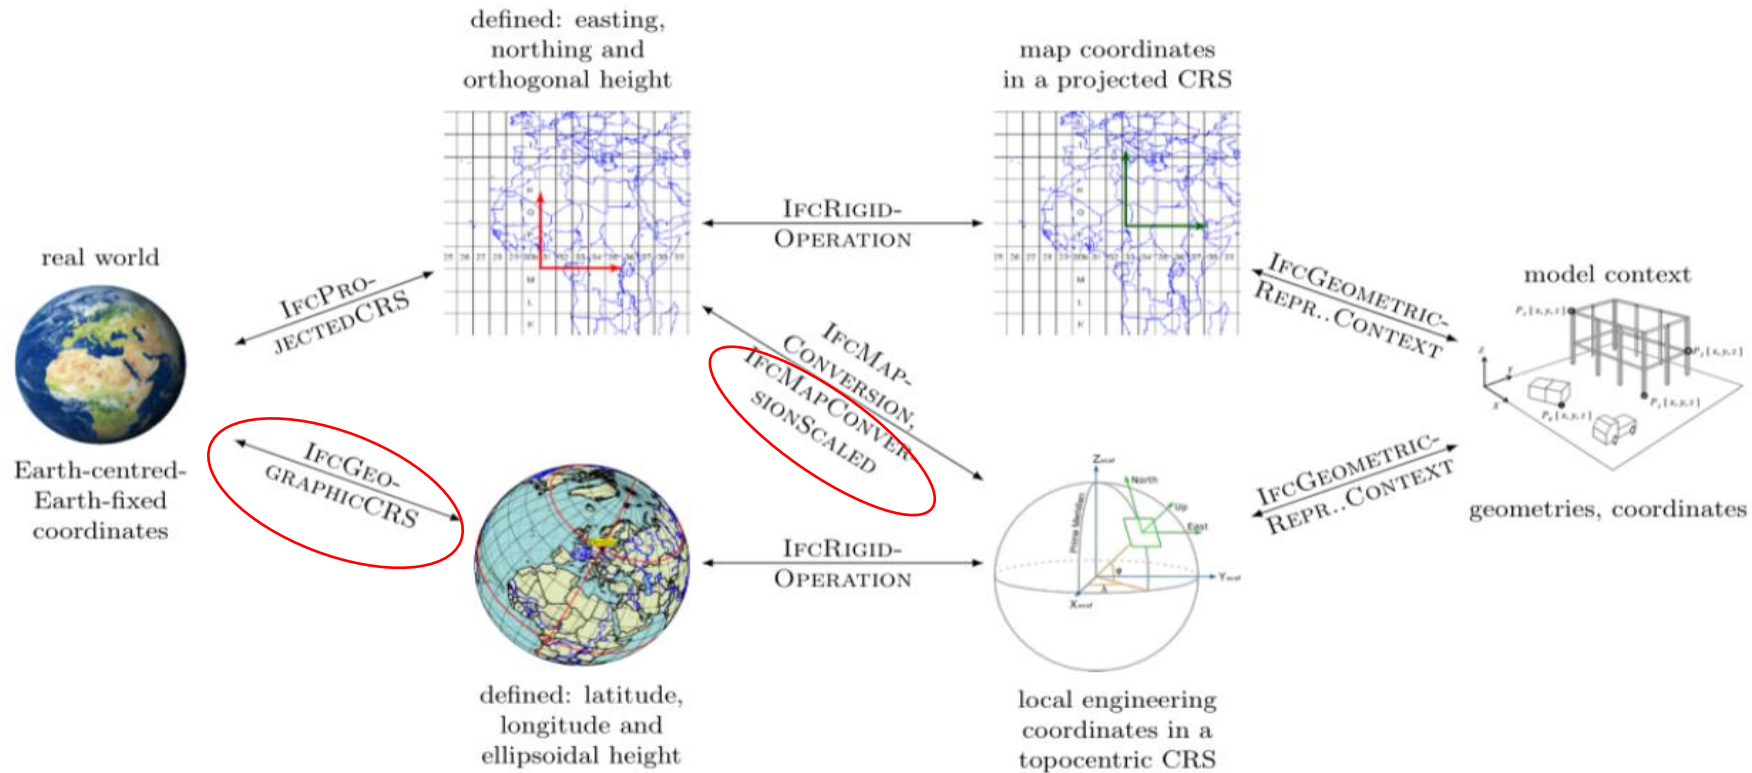 defined: easting,
northing and
orthogonal height
map coordinates
in a projected CRS
real world
IfcPro-
jectedCRS
IfcRigid-
Operation
IfcGeometric-
Repr..Context
model context
Earth-centred-
Earth-fixed
coordinates
IfcGeo-
graphicCRS
IfcMap-
Conversion,
IfcMapConver-
sionScaled
IfcRigid-
Operation
North
Up
East
Prime Meridian
φ
λ
IfcGeometric-
Repr..Context
Z
Y
X
geometries, coordinates
defined: latitude,
longitude and
ellipsoidal height
local engineering
coordinates in a
topocentric CRS